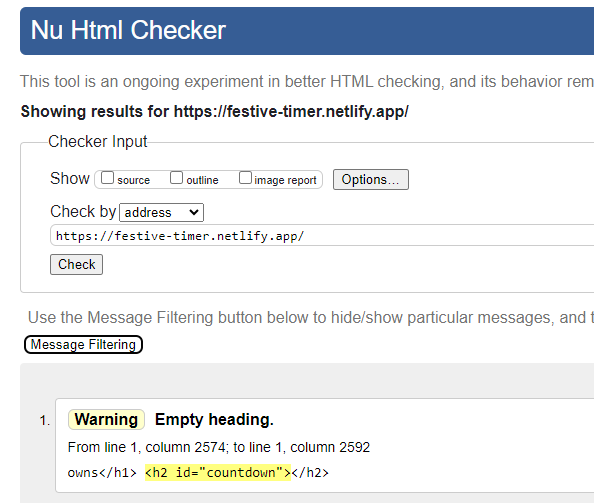 Nu Html Checker
This tool is an ongoing experiment in better HTML checking, and its behavior rem
Showing results for https://festive-timer.netlify.app/
Checker Input
Show source outline image report Options...
Check by address
https://festive-timer.netlify.app/
Check
Use the Message Filtering button below to hide/show particular messages, and t
Message Filtering
1. Warning Empty heading.
From line 1, column 2574; to line 1, column 2592
owns</h1> <h2 id="countdown"></h2>